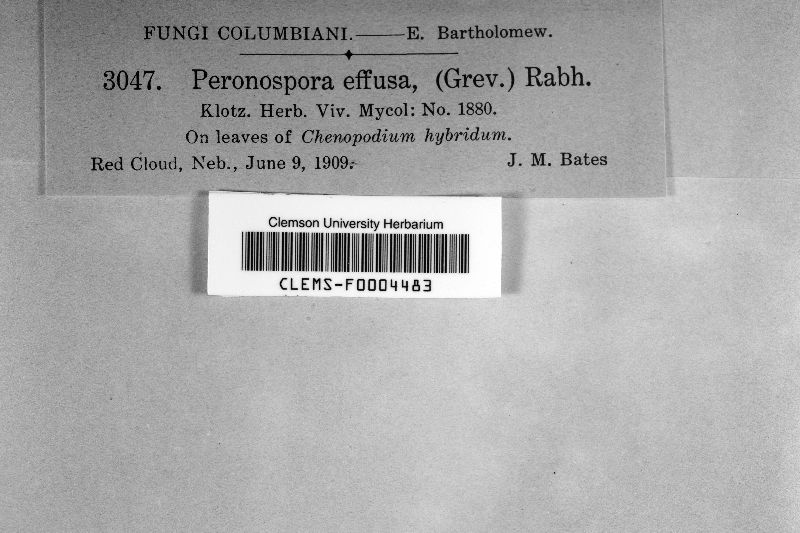 FUNGI COLUMBIANI.——E. Bartholomew.
3047. Peronospora effusa, (Grev.) Rabh.
Klotz. Herb. Viv. Mycol: No. 1880.
On leaves of Chenopodium hybridum.
Red Cloud, Neb., June 9, 1909. J. M. Bates
Clemson University Herbarium
CLEMS-F0004483